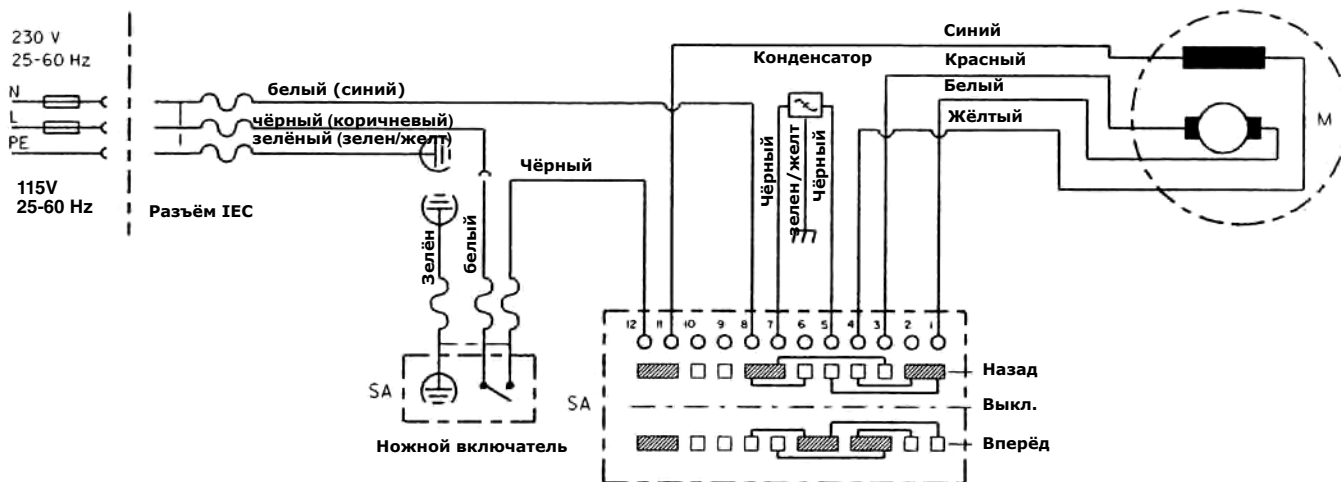 230 V
25-60 Hz
N
L
PE
115V
25-60 Hz
Разъём IEC
белый (синий)
чёрный (коричневый)
зелёный (зелен/желт)
Чёрный
Зелён
белый
SA
Ножной включатель
Синий
Конденсатор
Красный
Белый
Жёлтый
Чёрный
зелен/желт
Чёрный
M
12 11 10 9 8 7 6 5 4 3 2 1
SA
Назад
Выкл.
Вперёд